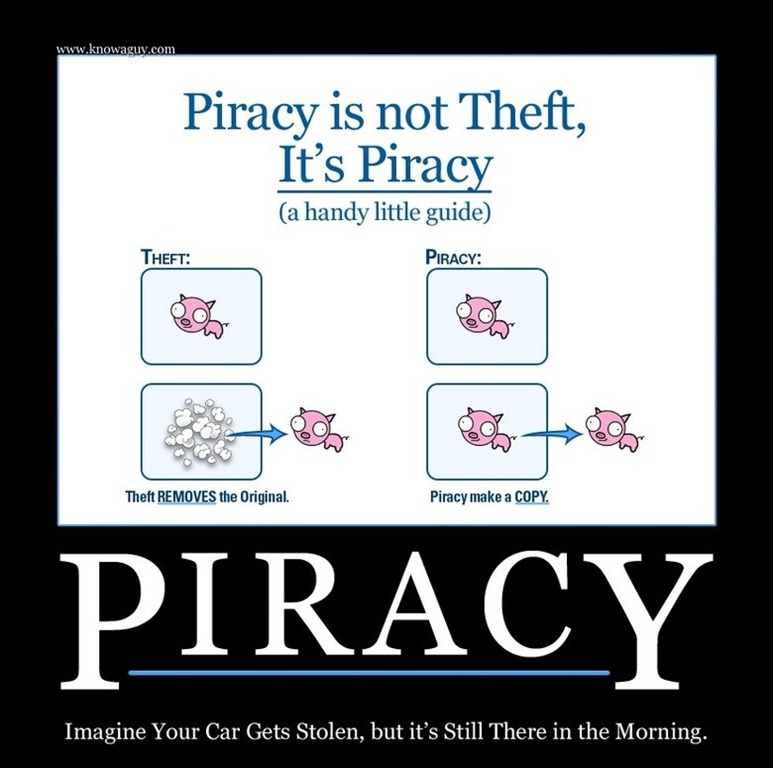 www.knowaguy.com
Piracy is not Theft,
It's Piracy
(a handy little guide)
THEFT:
PIRACY:
Theft REMOVES the Original.
Piracy make a COPY.
PIRACY
Imagine Your Car Gets Stolen, but it's Still There in the Morning.